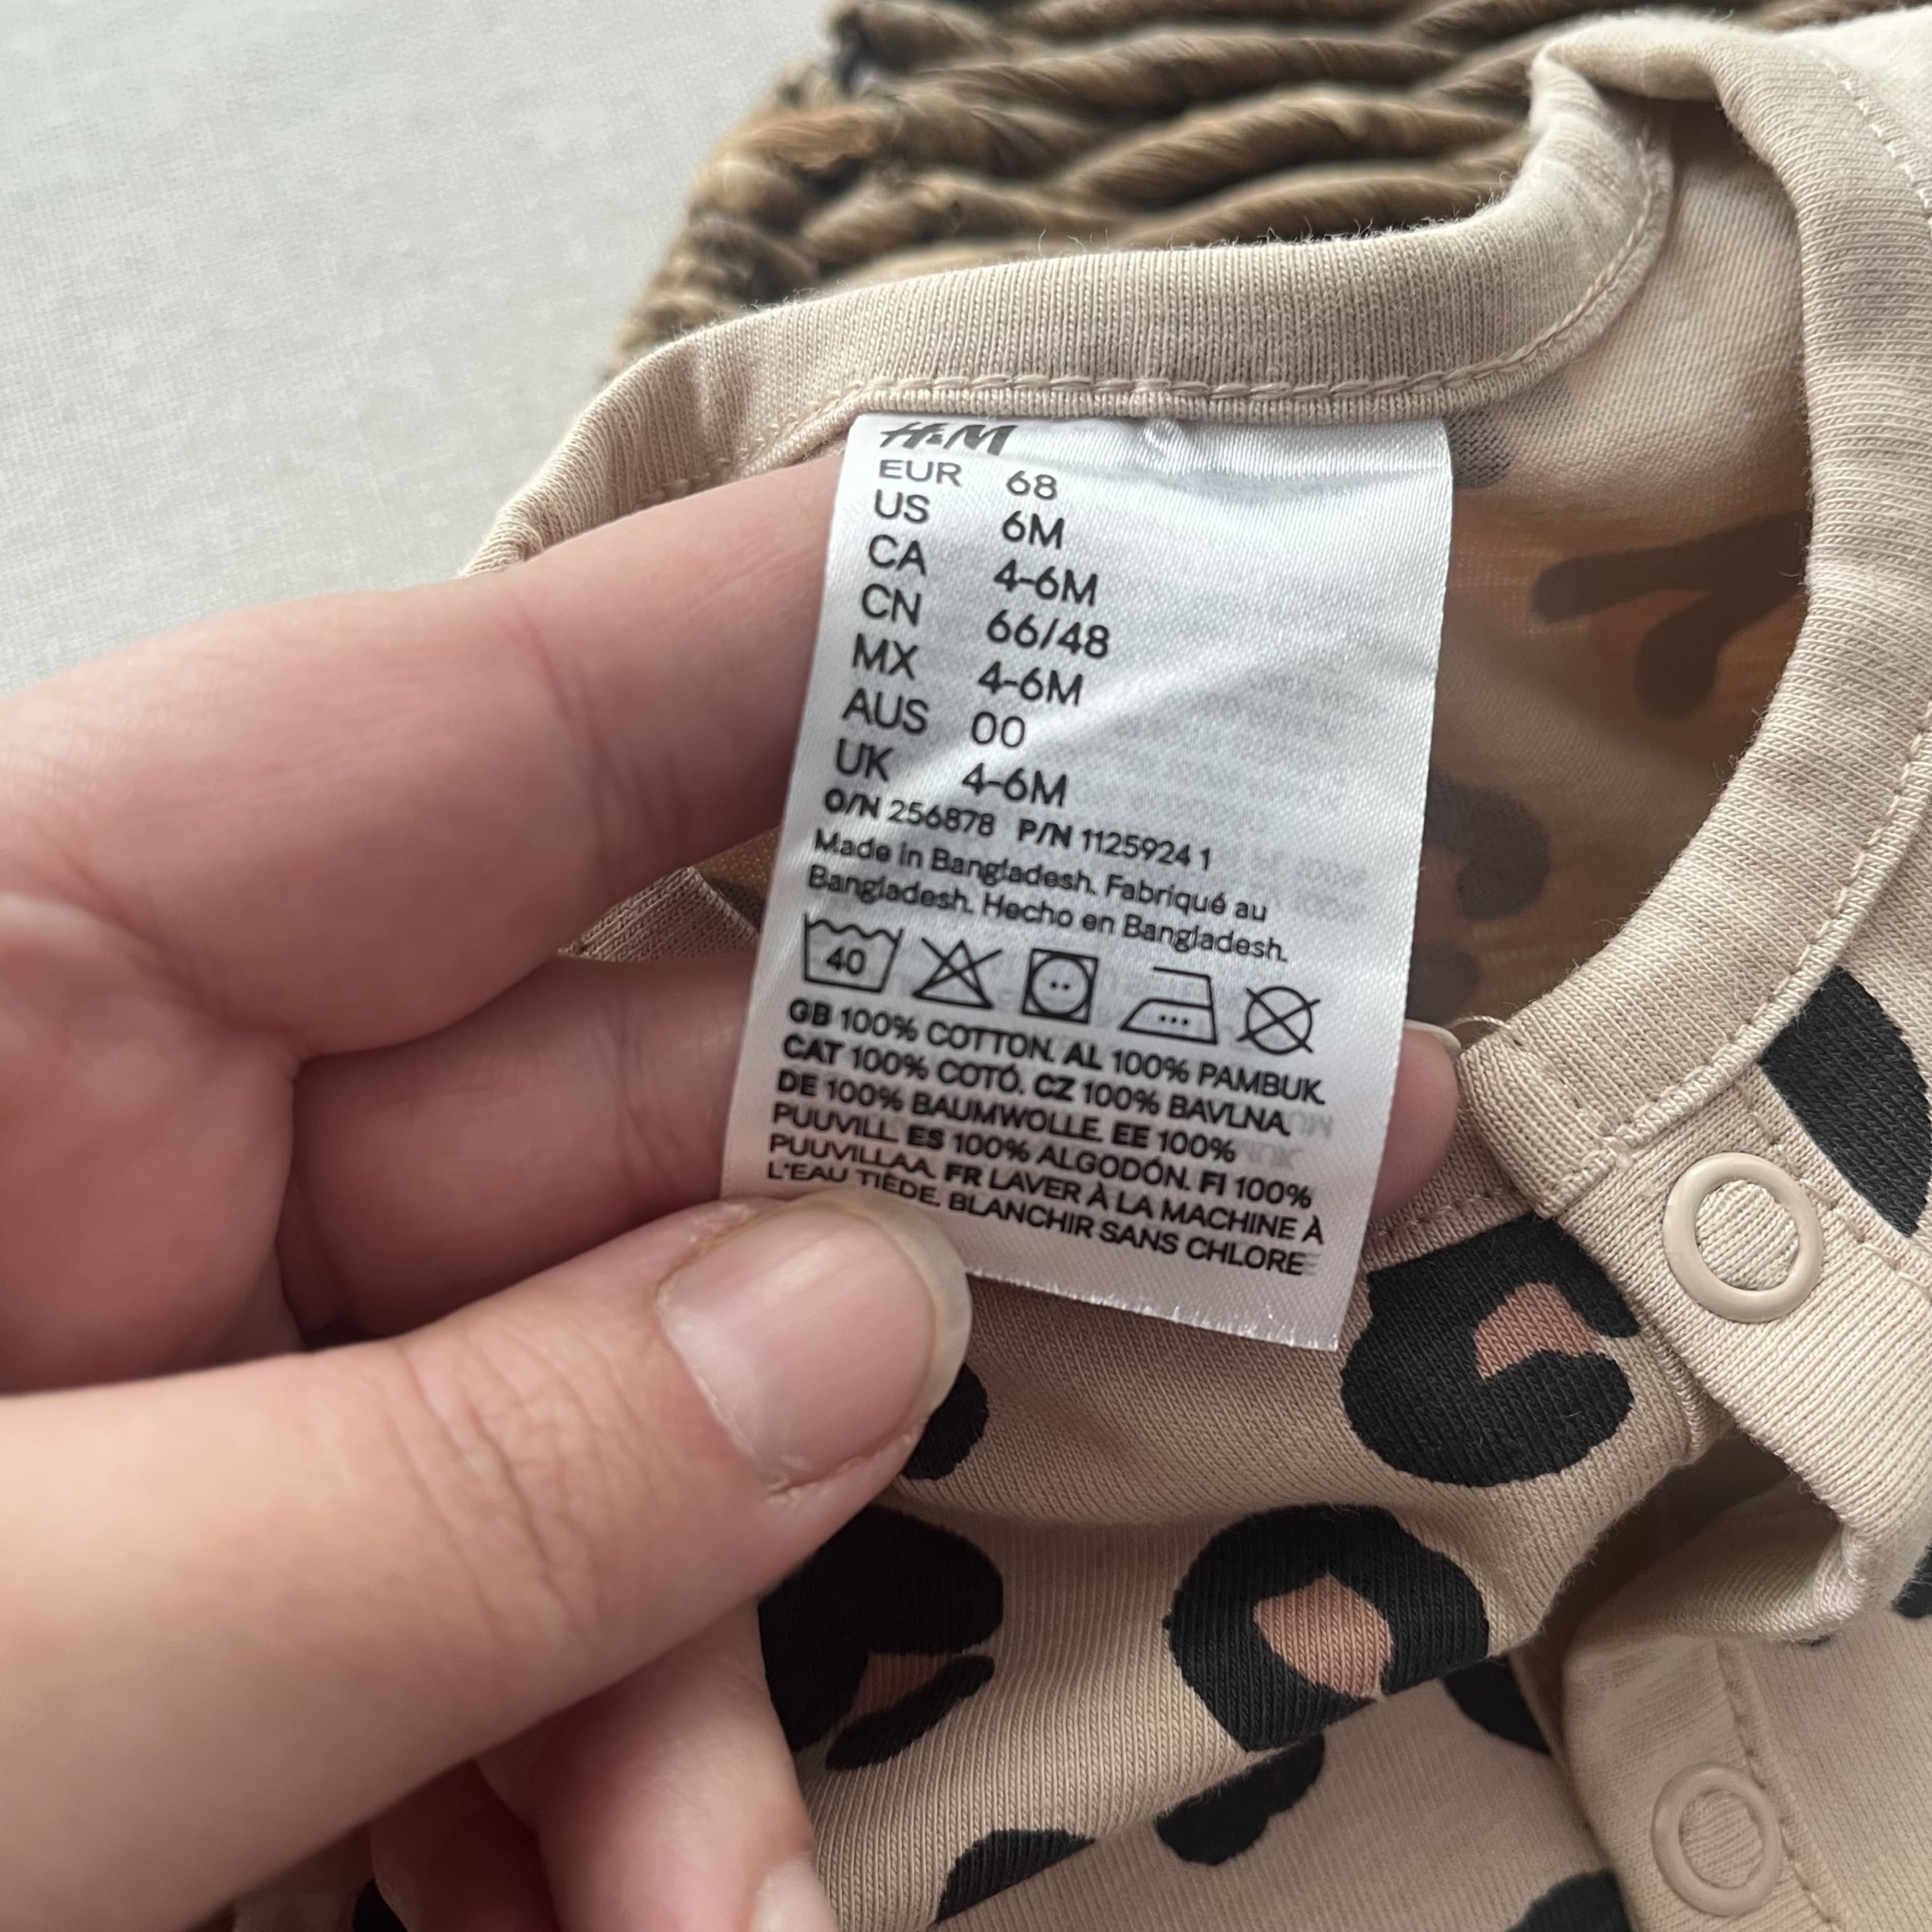 H&M
EUR 68
US 6M
CA 4-6M
CN 66/48
MX 4-6M
AUS 00
UK 4-6M
O/N 256878 P/N 1125924 1
Made in Bangladesh. Fabriqué au
Bangladesh. Hecho en Bangladesh.
40
GB 100% COTTON. AL 100% PAMBUK.
CAT 100% COTÓ. CZ 100% BAVLNA.
DE 100% BAUMWOLLE. EE 100%
PUUVILL. ES 100% ALGODÓN. FI 100%
PUUVILLAA. FR LAVER À LA MACHINE À
L'EAU TIÈDE. BLANCHIR SANS CHLORE